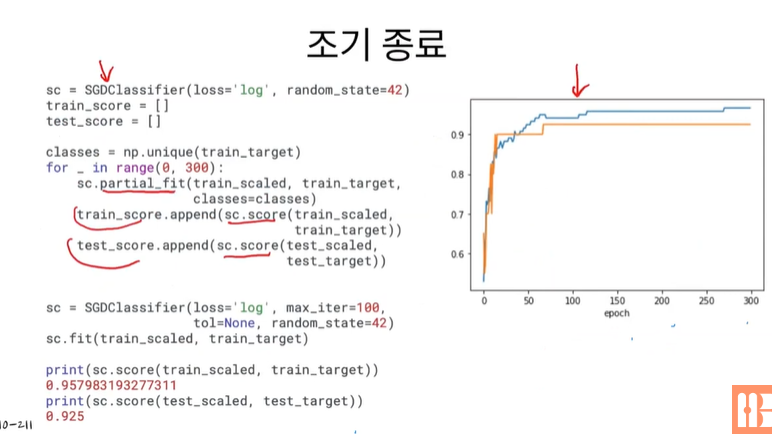 조기 종료
sc = SGDClassifier(loss='log', random_state=42)
train_score = []
test_score = []
classes = np.unique(train_target)
for _ in range(0, 300):
sc.partial_fit(train_scaled, train_target,
classes=classes)
train_score.append(sc.score(train_scaled,
train_target))
test_score.append(sc.score(test_scaled,
test_target))
sc = SGDClassifier(loss='log', max_iter=100,
tol=None, random_state=42)
sc.fit(train_scaled, train_target)
print(sc.score(train_scaled, train_target))
0.957983193277311
print(sc.score(test_scaled, test_target))
0.925
0.9
0.8
0.7
0.6
0 50 100 150 200 250 300
epoch